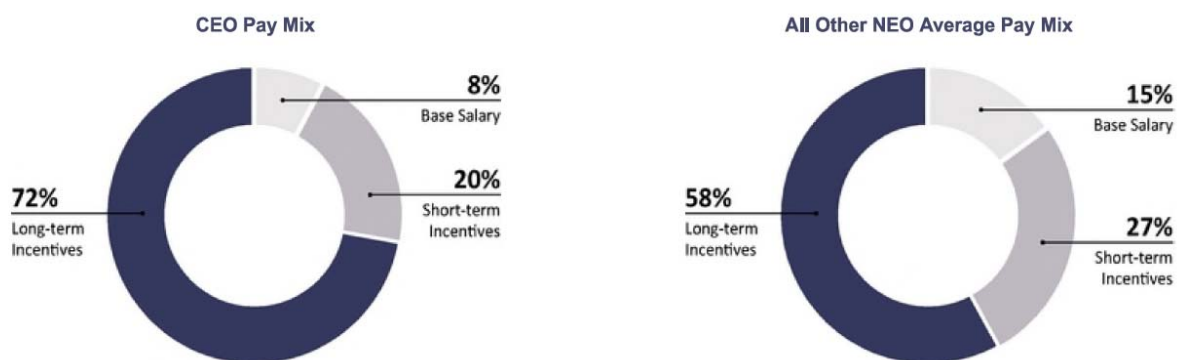 CEO Pay Mix
8%
Base Salary
20%
Short-term
Incentives
72%
Long-term
Incentives
All Other NEO Average Pay Mix
15%
Base Salary
27%
Short-term
Incentives
58%
Long-term
Incentives